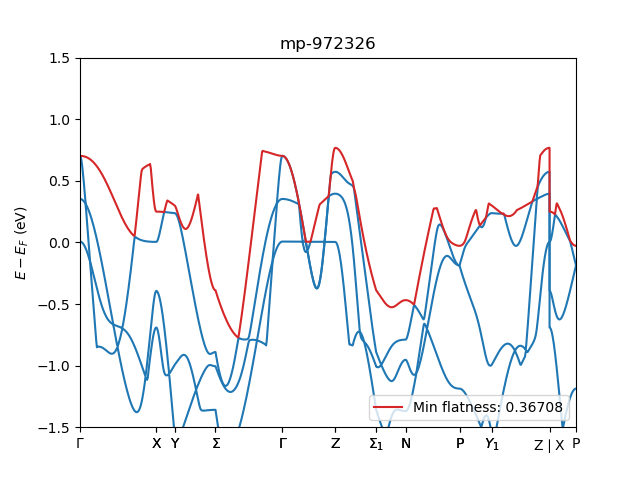 mp-972326
1.5
1.0
0.5
0.0
−0.5
−1.0
−1.5
E − E_F (eV)
Γ X Y Σ Γ Z Σ₁ N P Y₁ Z | X P
Min flatness: 0.36708